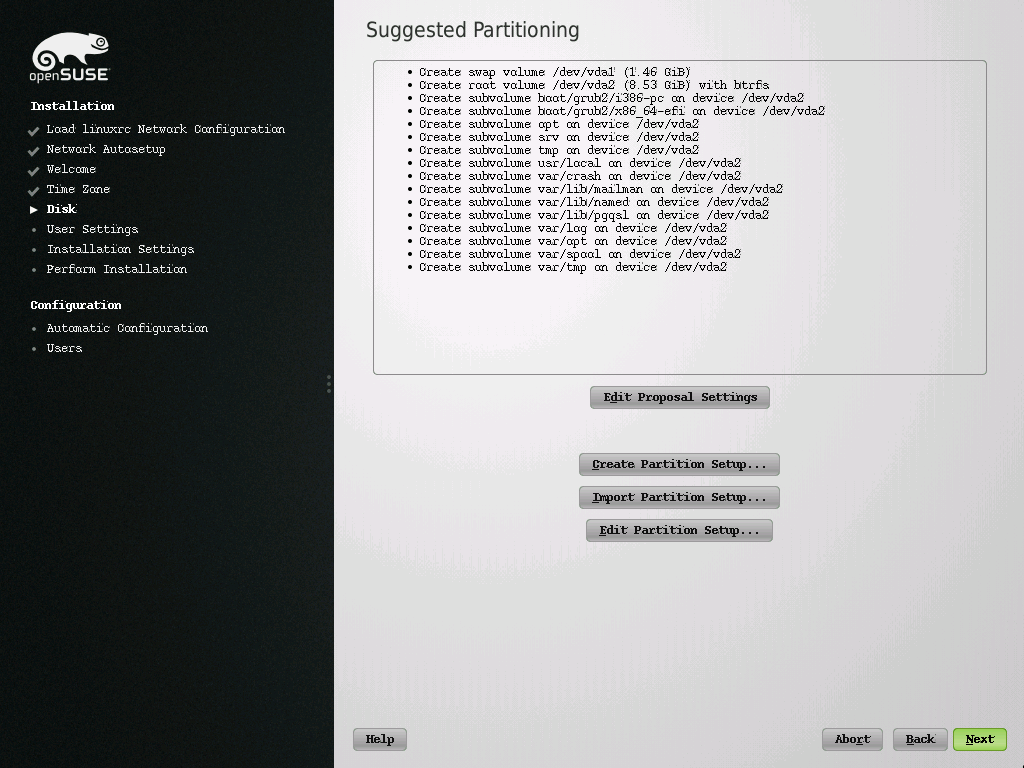 openSUSE
Installation
Load linuxrc Network Configuration
Network Autosetup
Welcome
Time Zone
Disk
User Settings
Installation Settings
Perform Installation
Configuration
Automatic Configuration
Users
Suggested Partitioning
• Create swap volume /dev/vda1 (1.46 GiB)
• Create root volume /dev/vda2 (8.53 GiB) with btrfs
• Create subvolume boot/grub2/i386-pc on device /dev/vda2
• Create subvolume boot/grub2/x86_64-efi on device /dev/vda2
• Create subvolume opt on device /dev/vda2
• Create subvolume srv on device /dev/vda2
• Create subvolume tmp on device /dev/vda2
• Create subvolume usr/local on device /dev/vda2
• Create subvolume var/crash on device /dev/vda2
• Create subvolume var/lib/mailman on device /dev/vda2
• Create subvolume var/lib/named on device /dev/vda2
• Create subvolume var/lib/pgqsl on device /dev/vda2
• Create subvolume var/log on device /dev/vda2
• Create subvolume var/opt on device /dev/vda2
• Create subvolume var/spool on device /dev/vda2
• Create subvolume var/tmp on device /dev/vda2
Edit Proposal Settings
Create Partition Setup...
Import Partition Setup...
Edit Partition Setup...
Help
Abort
Back
Next